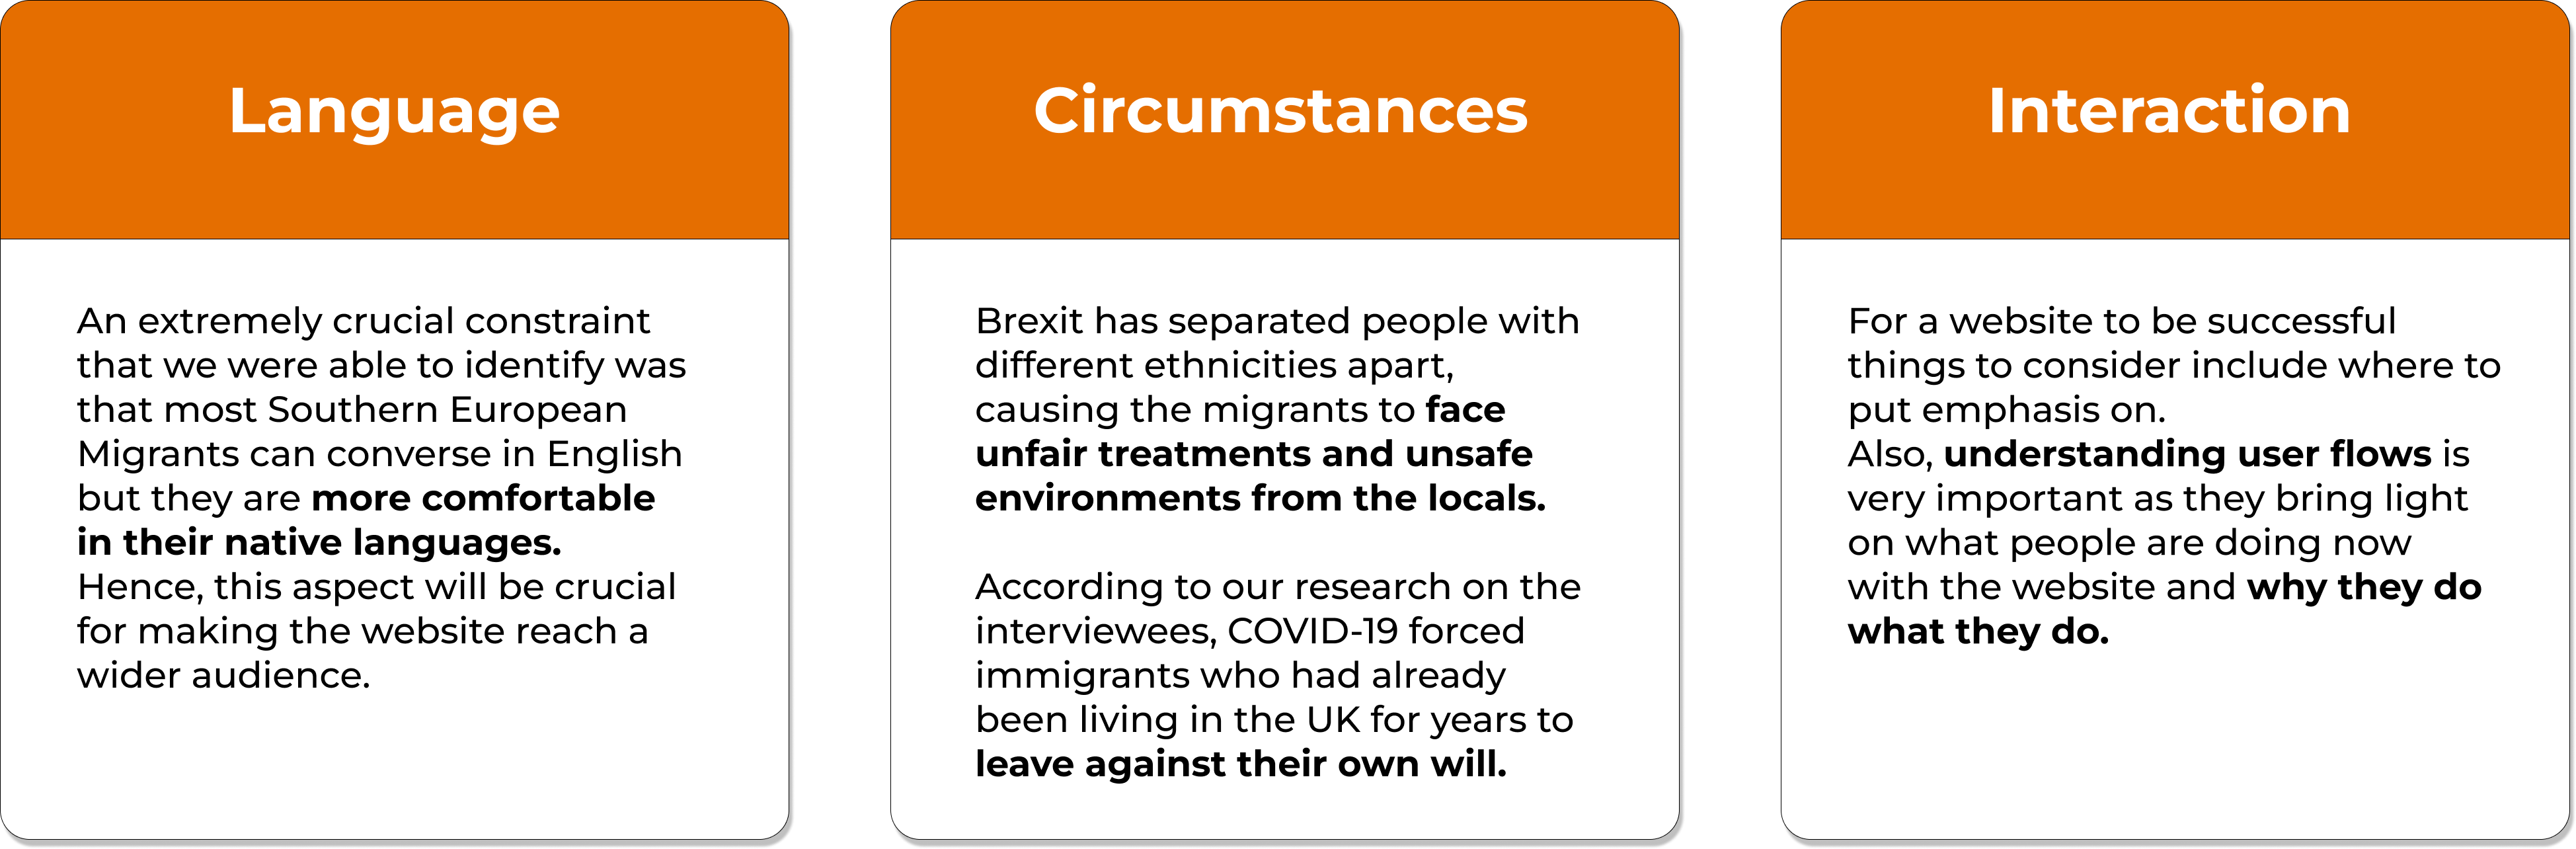 Language
An extremely crucial constraint
that we were able to identify was
that most Southern European
Migrants can converse in English
but they are more comfortable
in their native languages.
Hence, this aspect will be crucial
for making the website reach a
wider audience.
Circumstances
Brexit has separated people with
different ethnicities apart,
causing the migrants to face
unfair treatments and unsafe
environments from the locals.
According to our research on the
interviewees, COVID-19 forced
immigrants who had already
been living in the UK for years to
leave against their own will.
Interaction
For a website to be successful
things to consider include where to
put emphasis on.
Also, understanding user flows is
very important as they bring light
on what people are doing now
with the website and why they do
what they do.